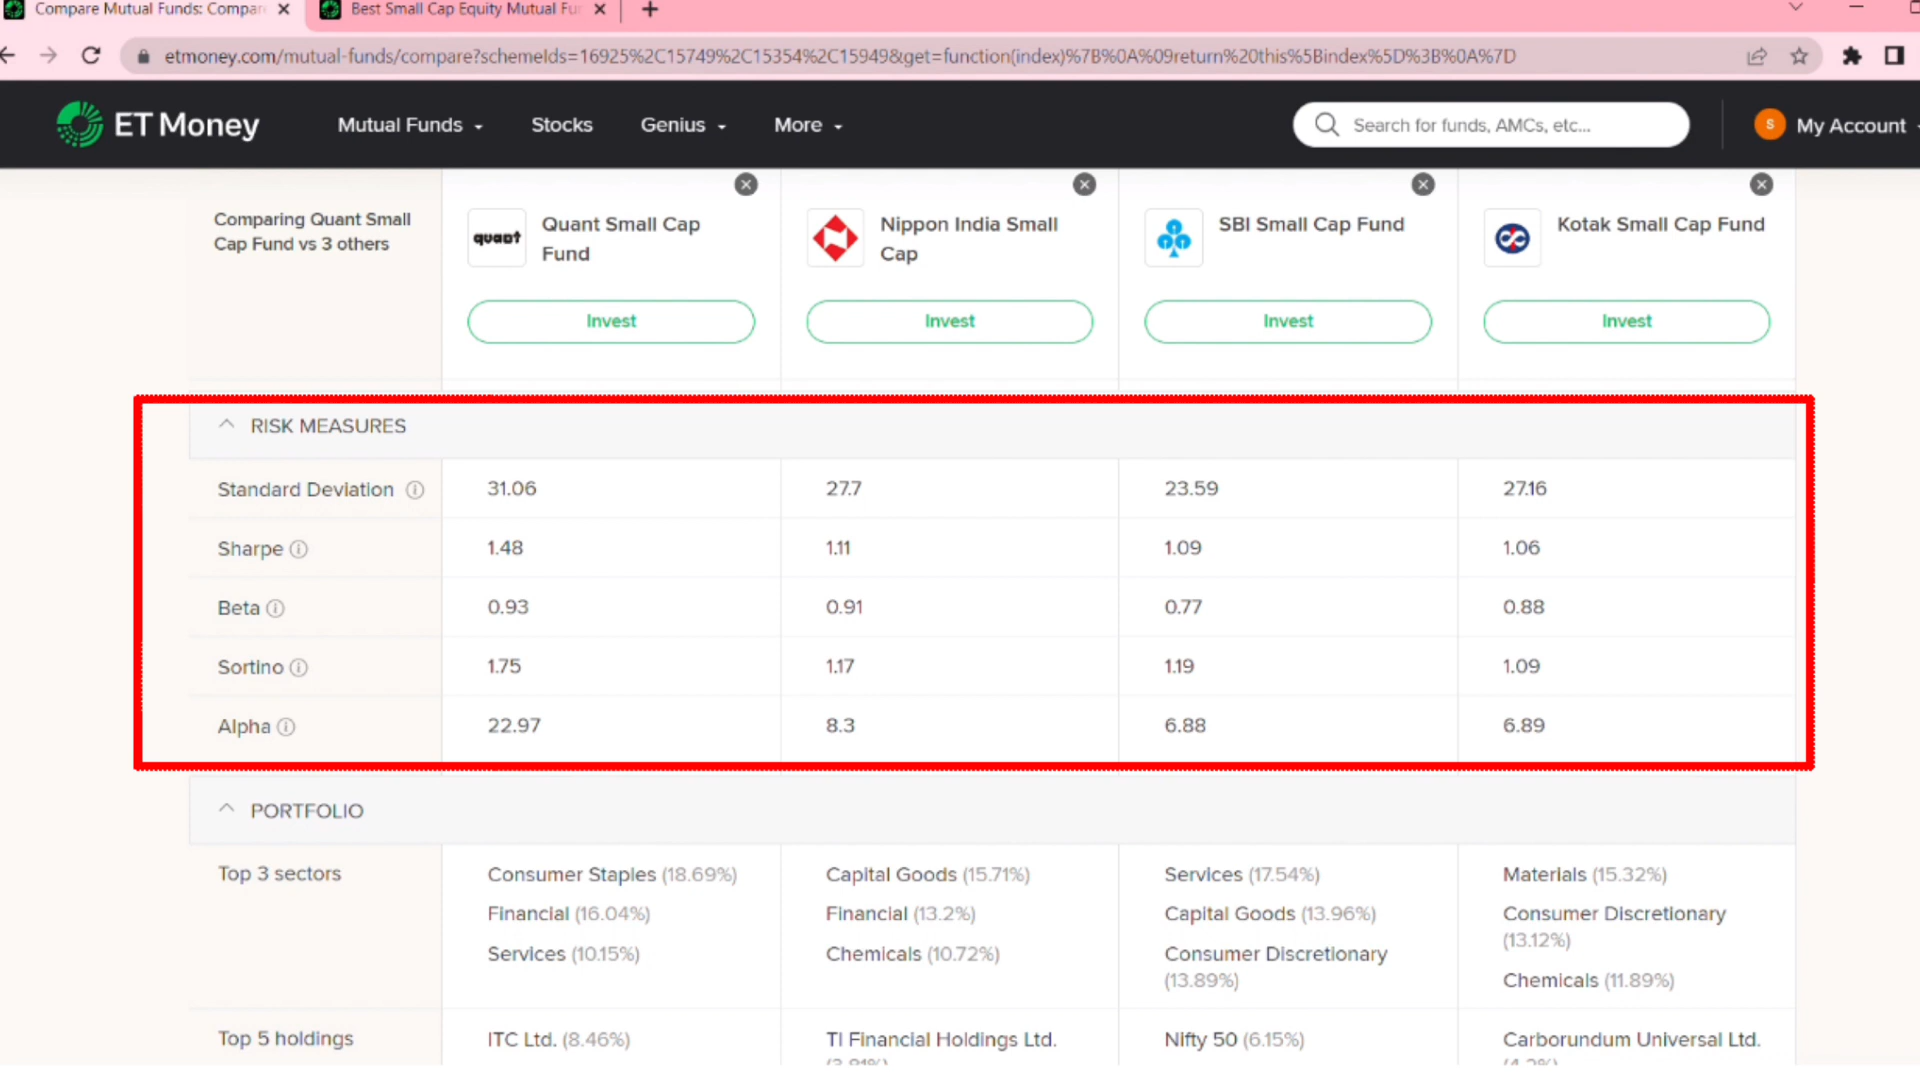 Compare Mutual Funds: Compar
Best Small Cap Equity Mutual Fu
etmoney.com/mutual-funds/compare?schemeIds=16925%2C15749%2C15354%2C15949&get=function(index)%7B%0A%09return%20this%5Bindex%5D%3B%0A%7D
ET Money
Mutual Funds
Stocks
Genius
More
Search for funds, AMCs, etc...
S
My Account
Comparing Quant Small
Cap Fund vs 3 others
quant
Quant Small Cap
Fund
Nippon India Small
Cap
SBI Small Cap Fund
Kotak Small Cap Fund
Invest
Invest
Invest
Invest
RISK MEASURES
Standard Deviation 31.06 27.7 23.59 27.16
Sharpe 1.48 1.11 1.09 1.06
Beta 0.93 0.91 0.77 0.88
Sortino 1.75 1.17 1.19 1.09
Alpha 22.97 8.3 6.88 6.89
PORTFOLIO
Top 3 sectors
Consumer Staples (18.69%)
Financial (16.04%)
Services (10.15%)
Capital Goods (15.71%)
Financial (13.2%)
Chemicals (10.72%)
Services (17.54%)
Capital Goods (13.96%)
Consumer Discretionary
(13.89%)
Materials (15.32%)
Consumer Discretionary
(13.12%)
Chemicals (11.89%)
Top 5 holdings
ITC Ltd. (8.46%)
TI Financial Holdings Ltd.
Nifty 50 (6.15%)
Carborundum Universal Ltd.